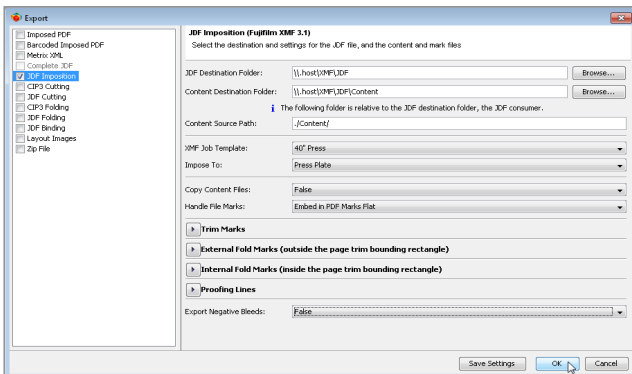 Export
Imposed PDF
Barcoded Imposed PDF
Metrix XML
Complete JDF
JDF Imposition
CIP3 Cutting
JDF Cutting
CIP3 Folding
JDF Folding
JDF Binding
Layout Images
Zip File
JDF Imposition (Fujifilm XMF 3.1)
Select the destination and settings for the JDF file, and the content and mark files
JDF Destination Folder: \\.host\XMF\JDF Browse...
Content Destination Folder: \\.host\XMF\JDF\Content Browse...
i The following folder is relative to the JDF destination folder, the JDF consumer.
Content Source Path: ./Content/
XMF Job Template: 40" Press
Impose To: Press Plate
Copy Content Files: False
Handle File Marks: Embed in PDF Marks Flat
Trim Marks
External Fold Marks (outside the page trim bounding rectangle)
Internal Fold Marks (inside the page trim bounding rectangle)
Proofing Lines
Export Negative Bleeds: False
Save Settings OK Cancel